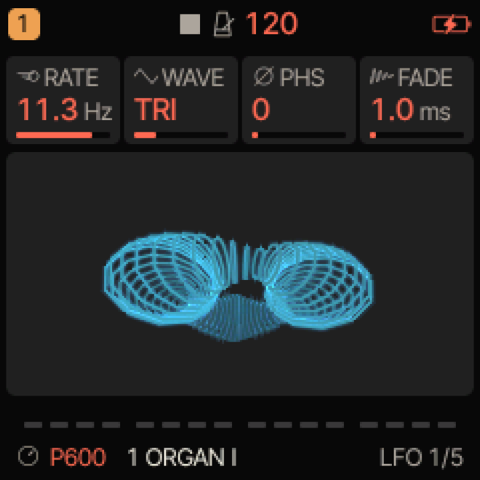 1 120
RATE WAVE PHS FADE
11.3 Hz TRI 0 1.0 ms
P600 1 ORGAN I LFO 1/5